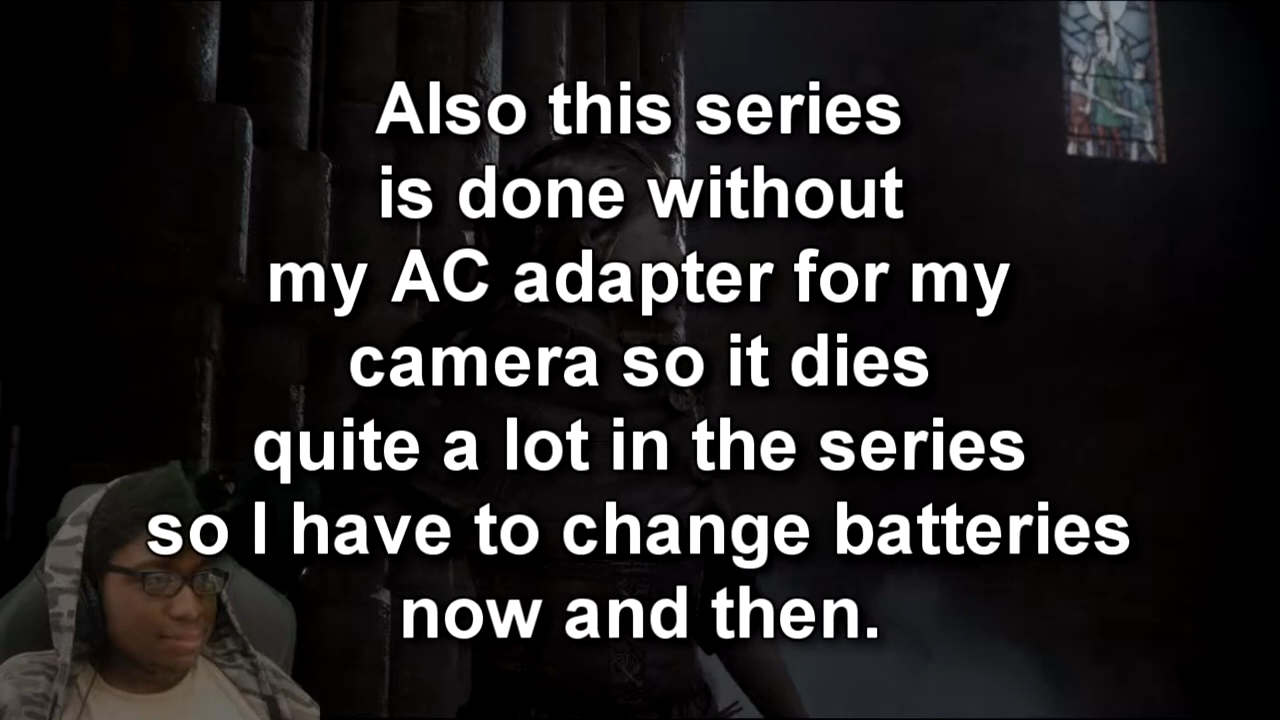 Also this series
is done without
my AC adapter for my
camera so it dies
quite a lot in the series
so I have to change batteries
now and then.